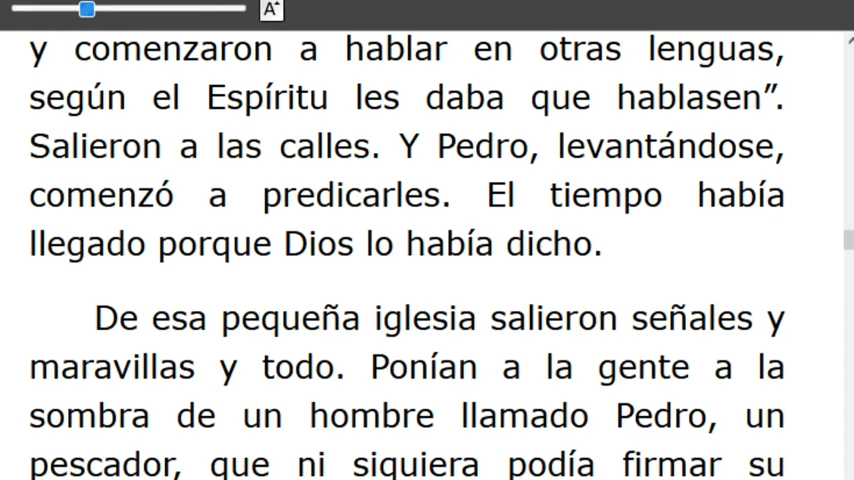 A
y comenzaron a hablar en otras lenguas,
según el Espíritu les daba que hablasen”.
Salieron a las calles. Y Pedro, levantándose,
comenzó a predicarles. El tiempo había
llegado porque Dios lo había dicho.
De esa pequeña iglesia salieron señales y
maravillas y todo. Ponían a la gente a la
sombra de un hombre llamado Pedro, un
pescador, que ni siquiera podía firmar su